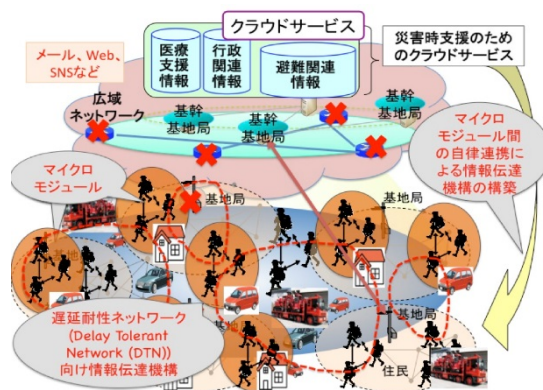 クラウドサービス
医療
支援
情報
行政
関連
情報
避難関連
情報
災害時支援のため
のクラウドサービス
メール、Web、
SNSなど
広域
ネットワーク
基幹
基地局
基幹
基地局
基幹
基地局
マイクロ
モジュール間
の自律連携に
よる情報伝達
機構の構築
マイクロ
モジュール
基地局
基地局
基地局
基地局
遅延耐性ネットワーク
(Delay Tolerant
Network (DTN))
向け情報伝達機構
住民